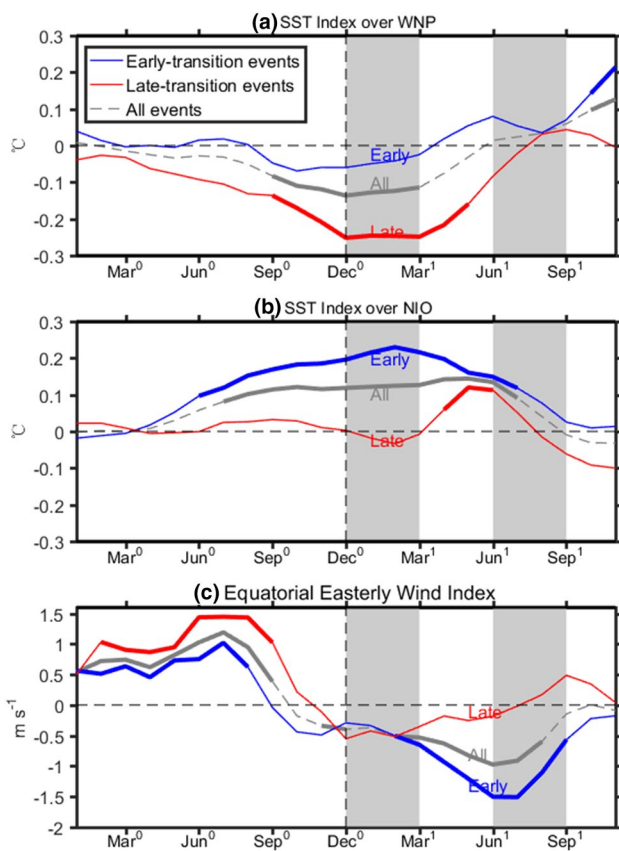 (a) SST Index over WNP
0.3
0.2
0.1
0
-0.1
-0.2
-0.3
℃
Early-transition events
Late-transition events
All events
Early
All
Late
Mar⁰ Jun⁰ Sep⁰ Dec⁰ Mar¹ Jun¹ Sep¹
(b) SST Index over NIO
0.3
0.2
0.1
0
-0.1
-0.2
-0.3
℃
Early
All
Late
Mar⁰ Jun⁰ Sep⁰ Dec⁰ Mar¹ Jun¹ Sep¹
(c) Equatorial Easterly Wind Index
1.5
1
0.5
0
-0.5
-1
-1.5
-2
m s⁻¹
Late
All
Early
Mar⁰ Jun⁰ Sep⁰ Dec⁰ Mar¹ Jun¹ Sep¹